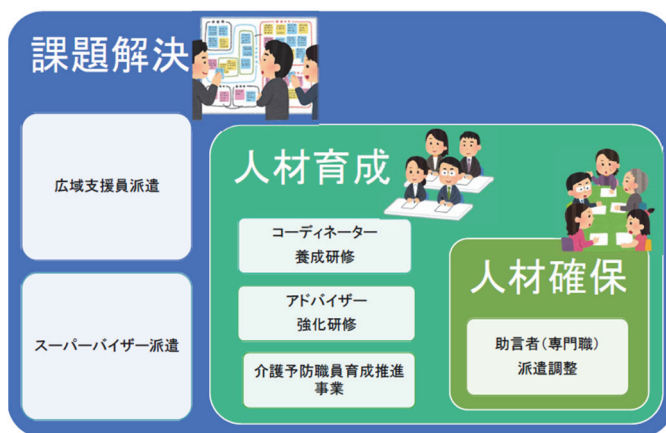 課題解決
広域支援員派遣
スーパーバイザー派遣
人材育成
コーディネーター
養成研修
アドバイザー
強化研修
介護予防職員育成推進
事業
人材確保
助言者(専門職)
派遣調整